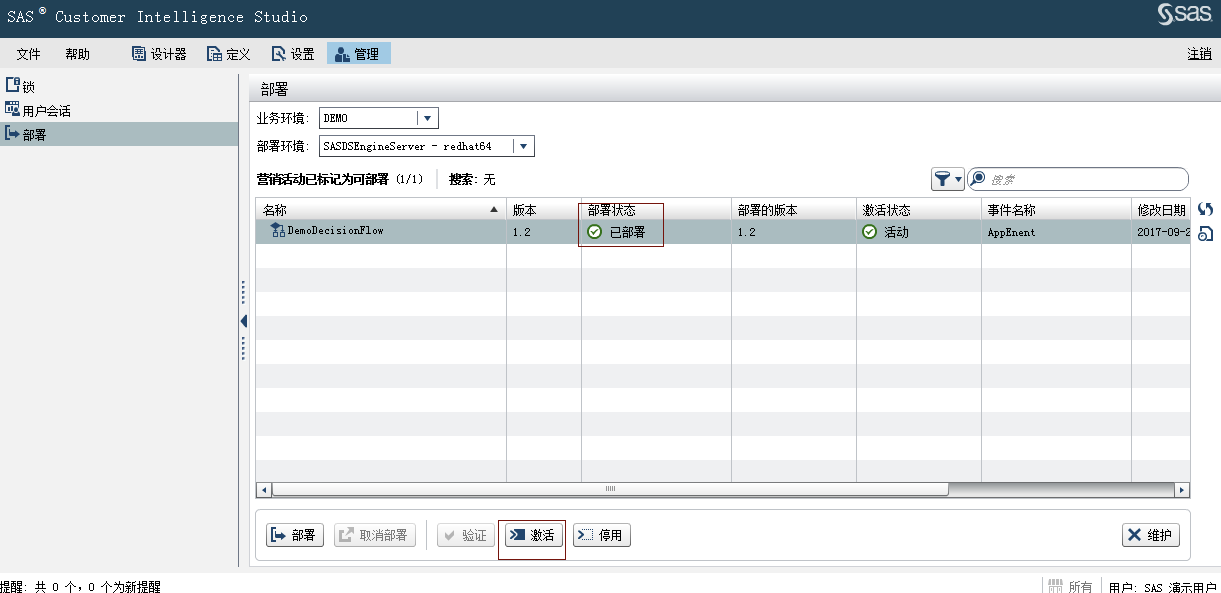 SAS® Customer Intelligence Studio
sas
文件 帮助 设计器 定义 设置 管理 注销
锁
用户会话
部署
部署
业务环境: DEMO
部署环境: SASDSEngineServer - redhat64
营销活动已标记为可部署 (1/1) 搜索: 无 搜索
名称 版本 部署状态 部署的版本 激活状态 事件名称 修改日期
DemoDecisionFlow 1.2 已部署 1.2 活动 AppEnent 2017-09-2
部署 取消部署 验证 激活 停用 维护
提醒: 共 0 个, 0 个为新提醒 所有 用户: SAS 演示用户